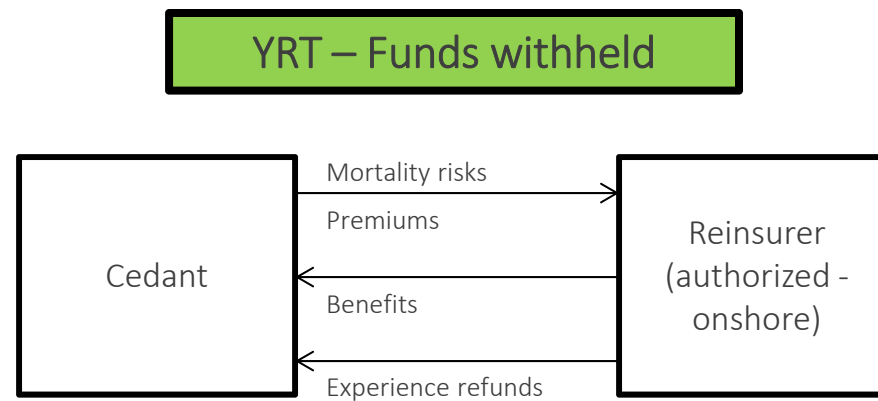 YRT – Funds withheld
Cedant
Mortality risks
Premiums
Benefits
Experience refunds
Reinsurer
(authorized -
onshore)